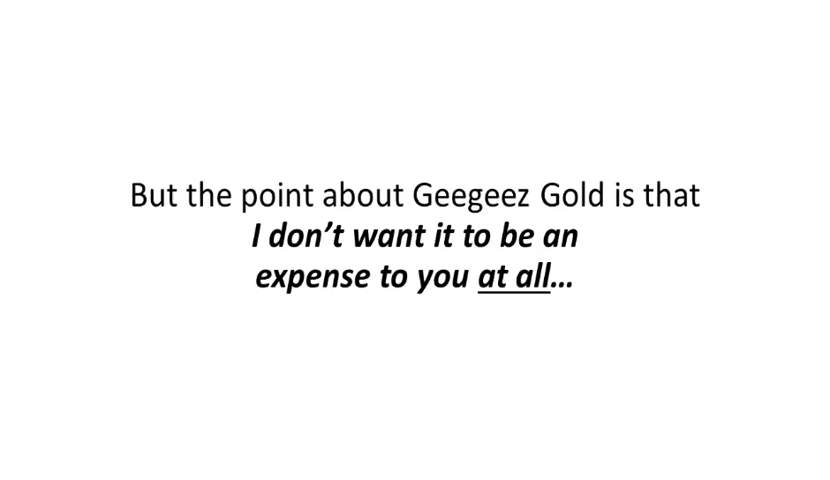 But the point about Geegeez Gold is that
I don’t want it to be an
expense to you at all…